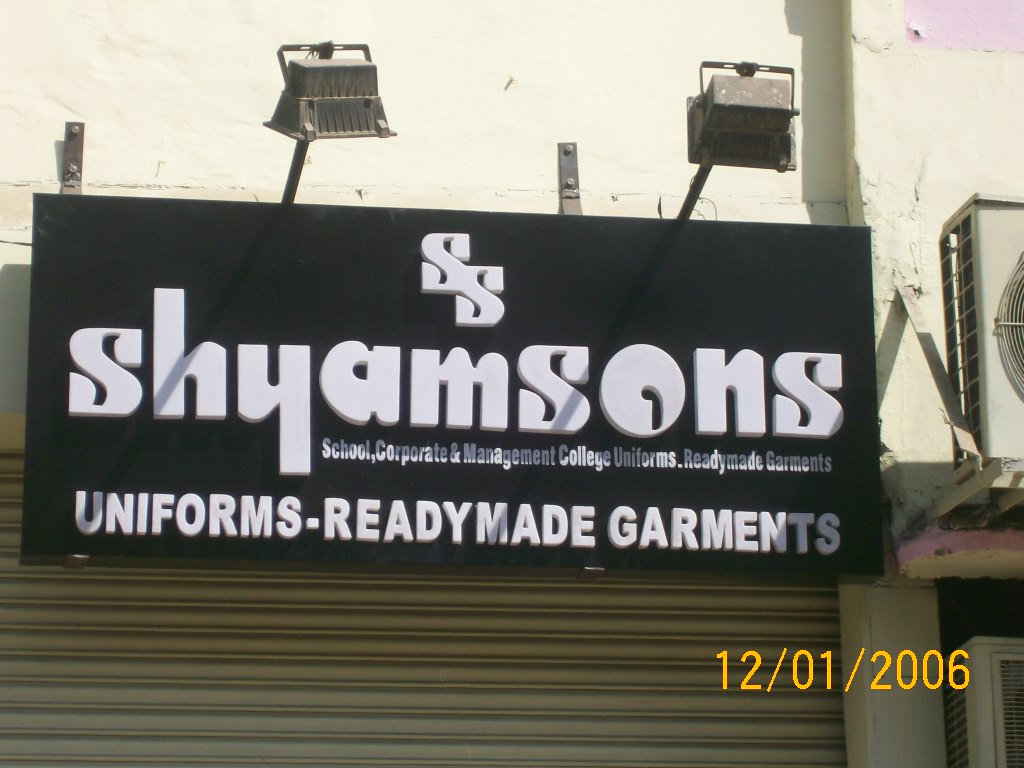 SS
shyamsons
School,Corporate & Management College Uniforms.Readymade Garments
UNIFORMS-READYMADE GARMENTS
12/01/2006